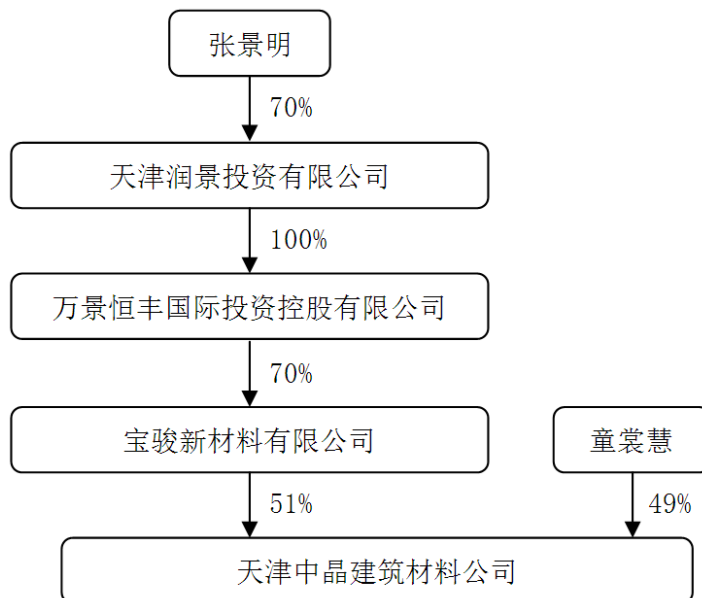 张景明
70%
天津润景投资有限公司
100%
万景恒丰国际投资控股有限公司
70%
宝骏新材料有限公司
童裳慧
51%
49%
天津中晶建筑材料公司